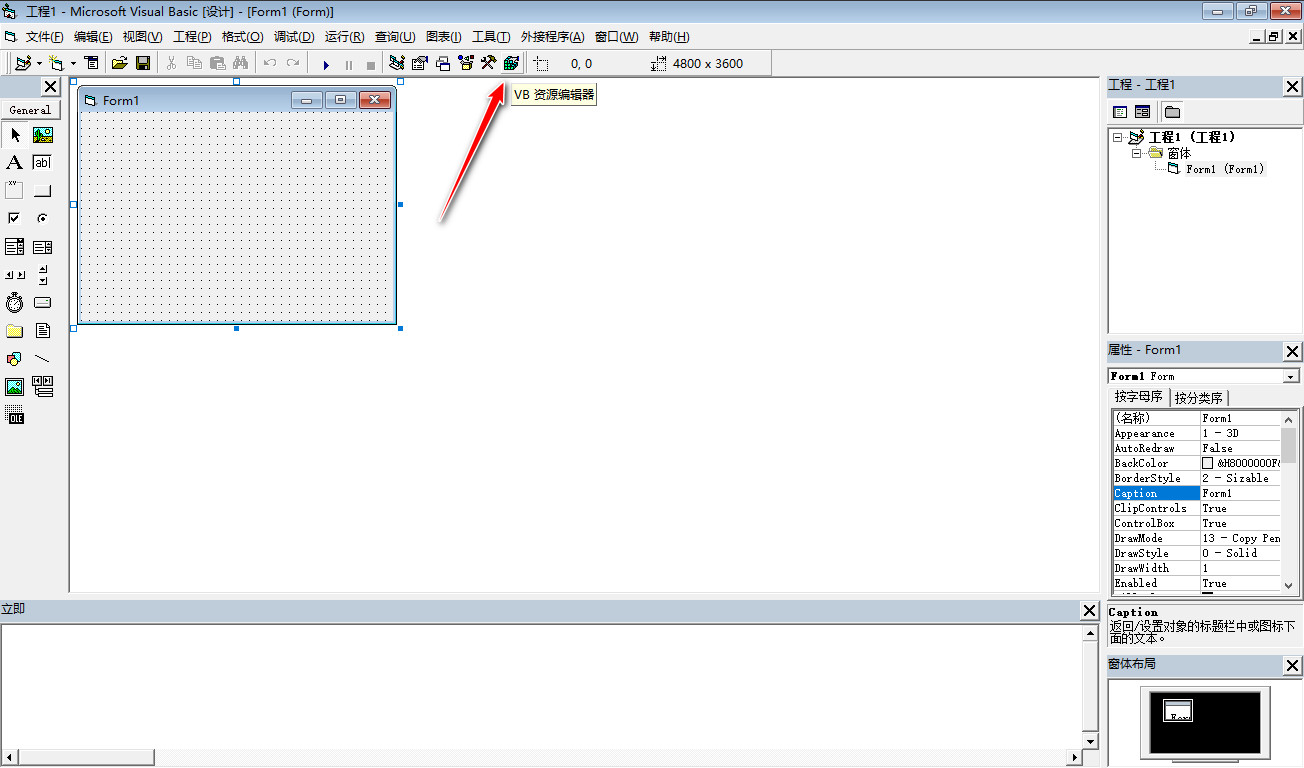 工程1 - Microsoft Visual Basic [设计] - [Form1 (Form)]
文件(F) 编辑(E) 视图(V) 工程(P) 格式(O) 调试(D) 运行(R) 查询(U) 图表(I) 工具(T) 外接程序(A) 窗口(W) 帮助(H)
0, 0 4800 x 3600
VB 资源编辑器
General
A
ab
XY
OLE
Form1
工程 - 工程1
工程1 (工程1)
窗体
Form1 (Form1)
属性 - Form1
Form1 Form
按字母序 按分类序
(名称) Form1
Appearance 1 - 3D
AutoRedraw False
BackColor &H8000000F&
BorderStyle 2 - Sizable
Caption Form1
ClipControls True
ControlBox True
DrawMode 13 - Copy Pen
DrawStyle 0 - Solid
DrawWidth 1
Enabled True
Caption
返回/设置对象的标题栏中或图标下
面的文本。
窗体布局
立即